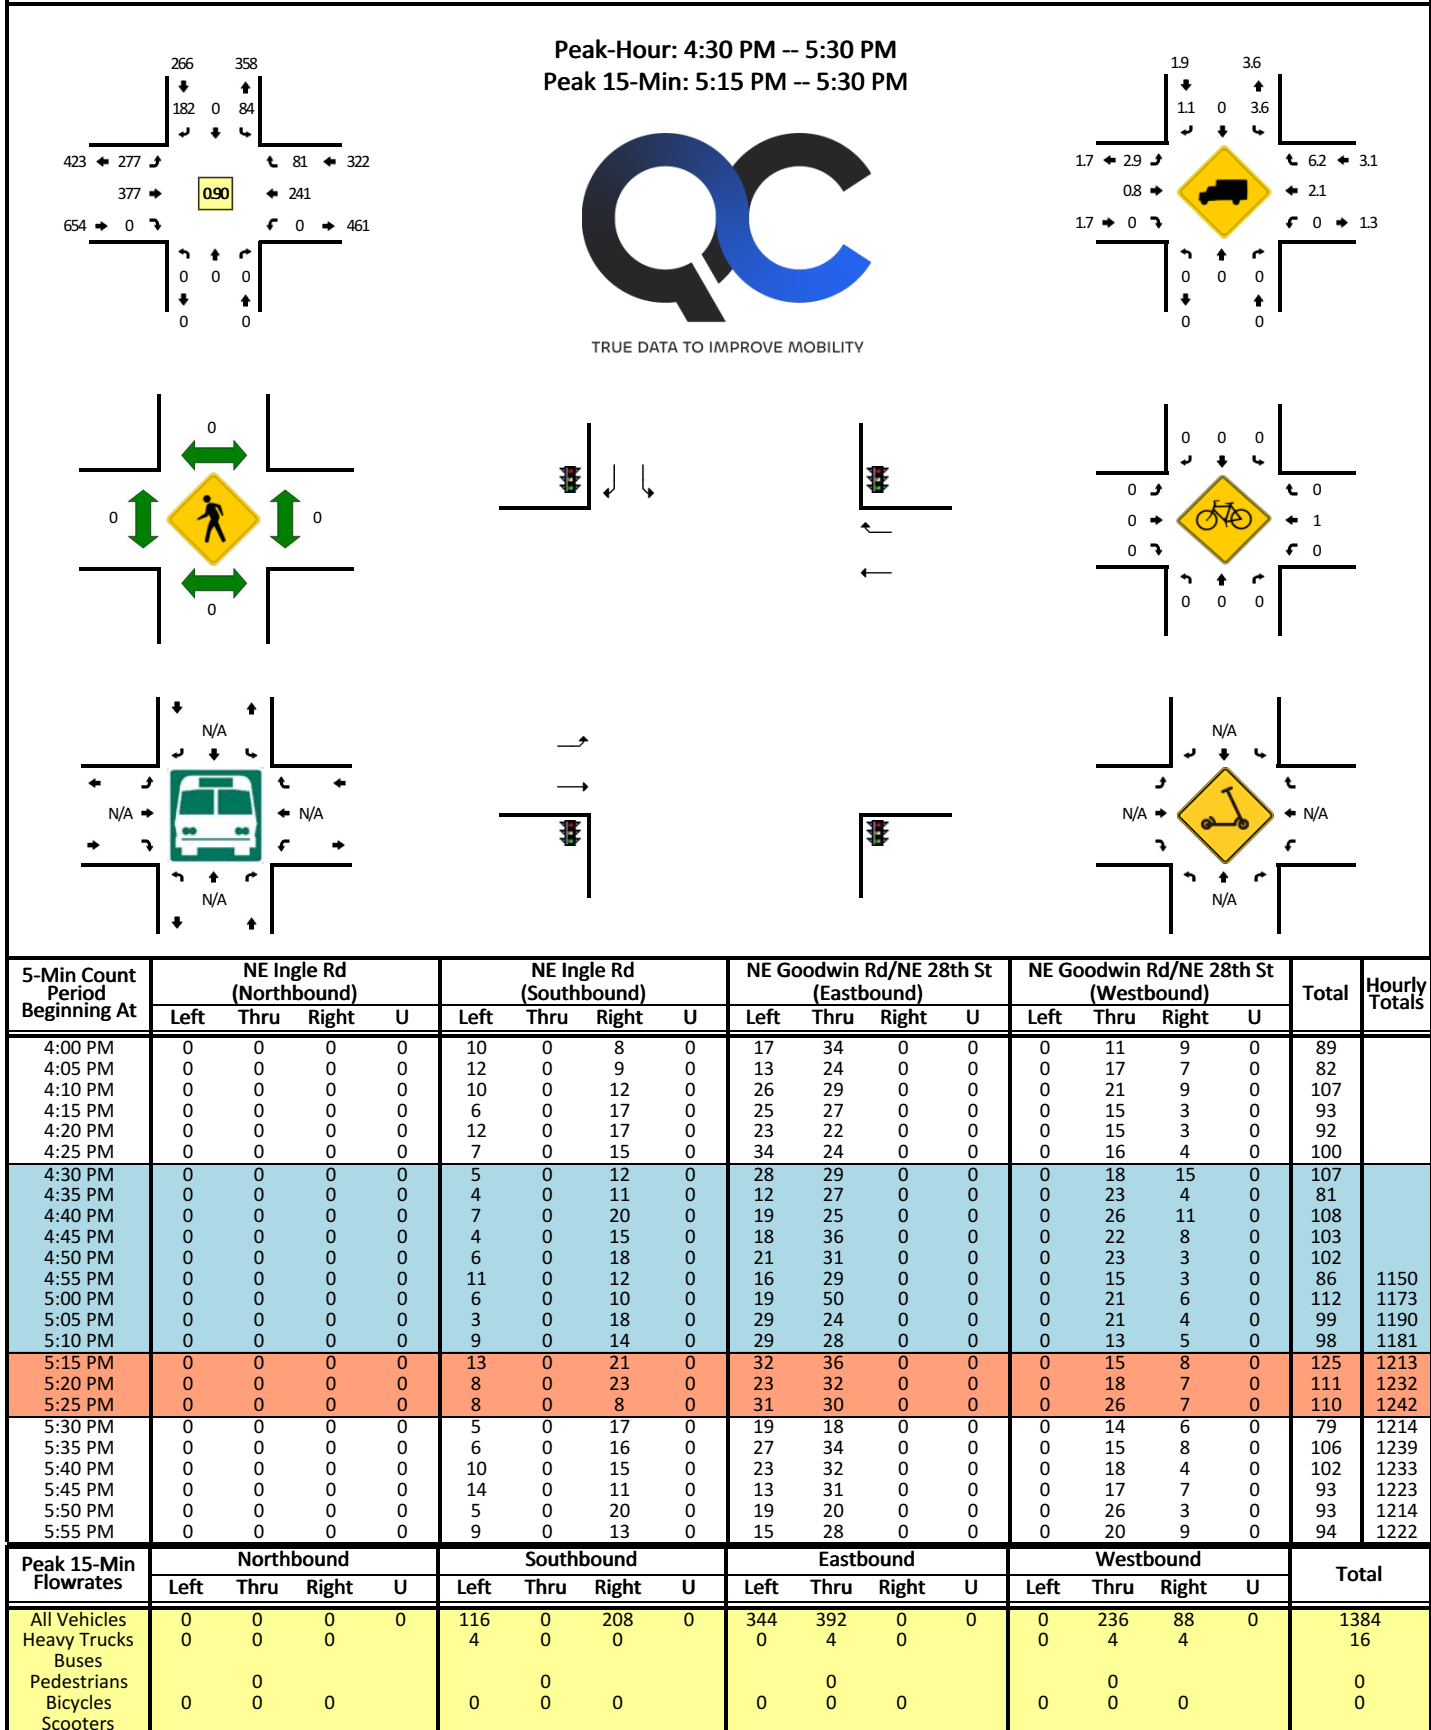 Peak-Hour: 4:30 PM -- 5:30 PM
Peak 15-Min: 5:15 PM -- 5:30 PM
266 358
182 0 84
423 277 81 322
377 0.90 241
654 0 0 461
0 0 0
0 0
QC
TRUE DATA TO IMPROVE MOBILITY
1.9 3.6
1.1 0 3.6
1.7 2.9 6.2 3.1
0.8 2.1
1.7 0 0 1.3
0 0 0
0 0
0
0 0
0
0 0 0
0 0
0 1
0 0
0 0 0
N/A
N/A N/A
N/A
N/A
N/A N/A
N/A
5-Min Count Period Beginning At NE Ingle Rd (Northbound) NE Ingle Rd (Southbound) NE Goodwin Rd/NE 28th St (Eastbound) NE Goodwin Rd/NE 28th St (Westbound) Total Hourly Totals
Left Thru Right U Left Thru Right U Left Thru Right U Left Thru Right U
4:00 PM 0 0 0 0 10 0 8 0 17 34 0 0 0 11 9 0 89
4:05 PM 0 0 0 0 12 0 9 0 13 24 0 0 0 17 7 0 82
4:10 PM 0 0 0 0 10 0 12 0 26 29 0 0 0 21 9 0 107
4:15 PM 0 0 0 0 6 0 17 0 25 27 0 0 0 15 3 0 93
4:20 PM 0 0 0 0 12 0 17 0 23 22 0 0 0 15 3 0 92
4:25 PM 0 0 0 0 7 0 15 0 34 24 0 0 0 16 4 0 100
4:30 PM 0 0 0 0 5 0 12 0 28 29 0 0 0 18 15 0 107
4:35 PM 0 0 0 0 4 0 11 0 12 27 0 0 0 23 4 0 81
4:40 PM 0 0 0 0 7 0 20 0 19 25 0 0 0 26 11 0 108
4:45 PM 0 0 0 0 4 0 15 0 18 36 0 0 0 22 8 0 103
4:50 PM 0 0 0 0 6 0 18 0 21 31 0 0 0 23 3 0 102
4:55 PM 0 0 0 0 11 0 12 0 16 29 0 0 0 15 3 0 86 1150
5:00 PM 0 0 0 0 6 0 10 0 19 50 0 0 0 21 6 0 112 1173
5:05 PM 0 0 0 0 3 0 18 0 29 24 0 0 0 21 4 0 99 1190
5:10 PM 0 0 0 0 9 0 14 0 29 28 0 0 0 13 5 0 98 1181
5:15 PM 0 0 0 0 13 0 21 0 32 36 0 0 0 15 8 0 125 1213
5:20 PM 0 0 0 0 8 0 23 0 23 32 0 0 0 18 7 0 111 1232
5:25 PM 0 0 0 0 8 0 8 0 31 30 0 0 0 26 7 0 110 1242
5:30 PM 0 0 0 0 5 0 17 0 19 18 0 0 0 14 6 0 79 1214
5:35 PM 0 0 0 0 6 0 16 0 27 34 0 0 0 15 8 0 106 1239
5:40 PM 0 0 0 0 10 0 15 0 23 32 0 0 0 18 4 0 102 1233
5:45 PM 0 0 0 0 14 0 11 0 13 31 0 0 0 17 7 0 93 1223
5:50 PM 0 0 0 0 5 0 20 0 19 20 0 0 0 26 3 0 93 1214
5:55 PM 0 0 0 0 9 0 13 0 15 28 0 0 0 20 9 0 94 1222
Peak 15-Min Flowrates Northbound Southbound Eastbound Westbound Total
Left Thru Right U Left Thru Right U Left Thru Right U Left Thru Right U
All Vehicles 0 0 0 0 116 0 208 0 344 392 0 0 0 236 88 0 1384
Heavy Trucks 0 0 0 4 0 0 0 4 0 0 4 4 16
Buses
Pedestrians 0 0 0 0 0
Bicycles 0 0 0 0 0 0 0 0 0 0 0 0 0
Scooters